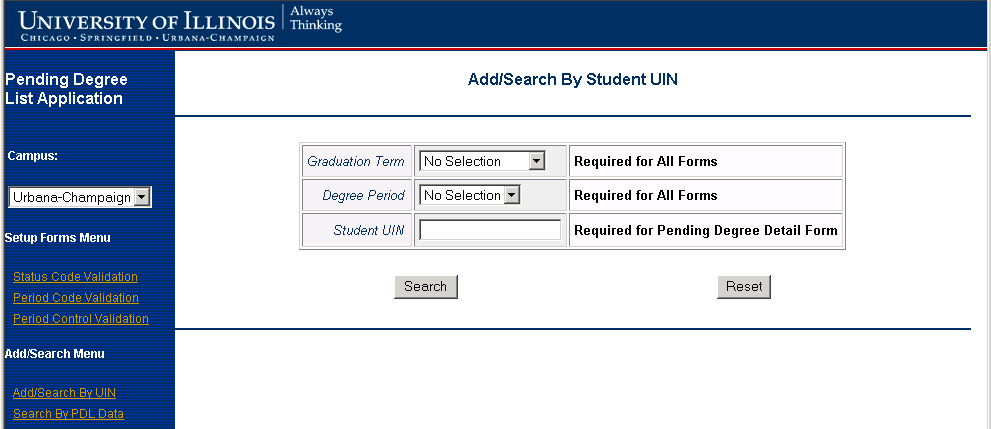 UNIVERSITY OF ILLINOIS
Always
Thinking
CHICAGO • SPRINGFIELD • URBANA-CHAMPAIGN
Pending Degree
List Application
Campus:
Urbana-Champaign
Setup Forms Menu
Status Code Validation
Period Code Validation
Period Control Validation
Add/Search Menu
Add/Search By UIN
Search By PDL Data
Add/Search By Student UIN
Graduation Term No Selection Required for All Forms
Degree Period No Selection Required for All Forms
Student UIN Required for Pending Degree Detail Form
Search Reset